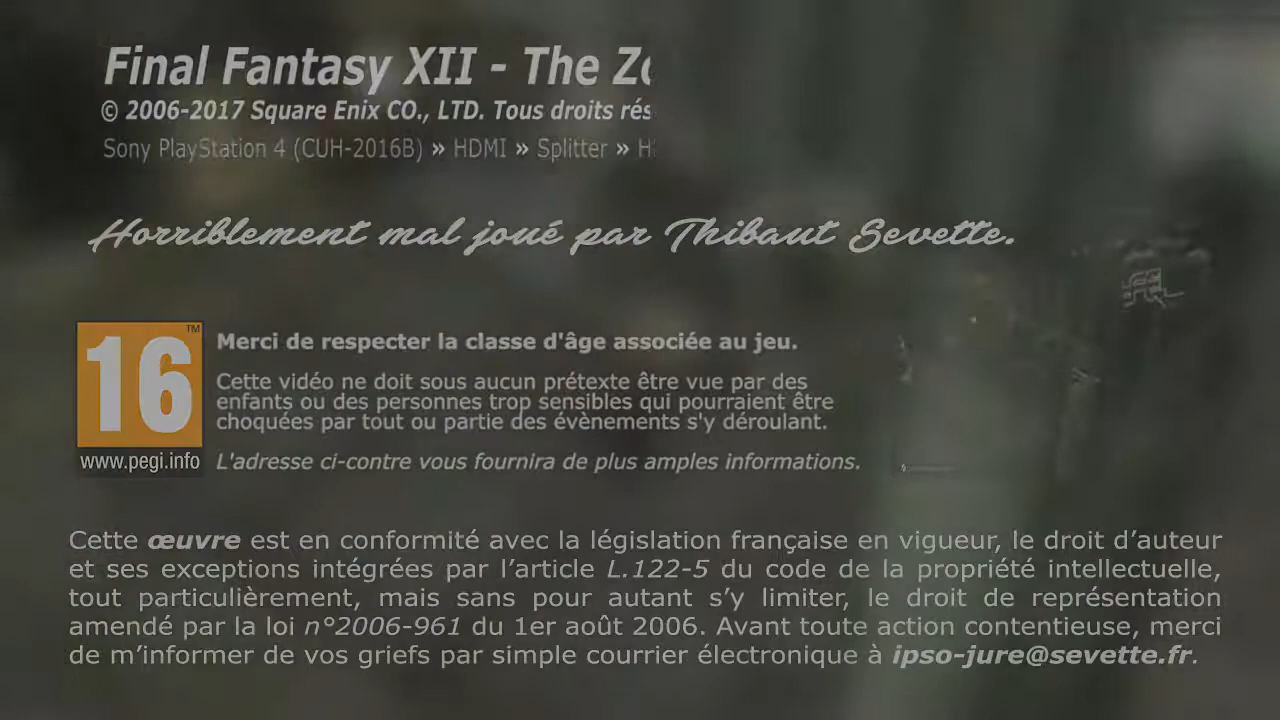 Final Fantasy XII - The Zo
© 2006-2017 Square Enix CO., LTD. Tous droits rés
Sony PlayStation 4 (CUH-2016B) » HDMI » Splitter » H
Horriblement mal joué par Thibaut Sevette.
16 ™
www.pegi.info
Merci de respecter la classe d'âge associée au jeu.
Cette vidéo ne doit sous aucun prétexte être vue par des
enfants ou des personnes trop sensibles qui pourraient être
choquées par tout ou partie des évènements s'y déroulant.
L'adresse ci-contre vous fournira de plus amples informations.
Cette œuvre est en conformité avec la législation française en vigueur, le droit d’auteur
et ses exceptions intégrées par l’article L.122-5 du code de la propriété intellectuelle,
tout particulièrement, mais sans pour autant s’y limiter, le droit de représentation
amendé par la loi n°2006-961 du 1er août 2006. Avant toute action contentieuse, merci
de m’informer de vos griefs par simple courrier électronique à ipso-jure@sevette.fr.